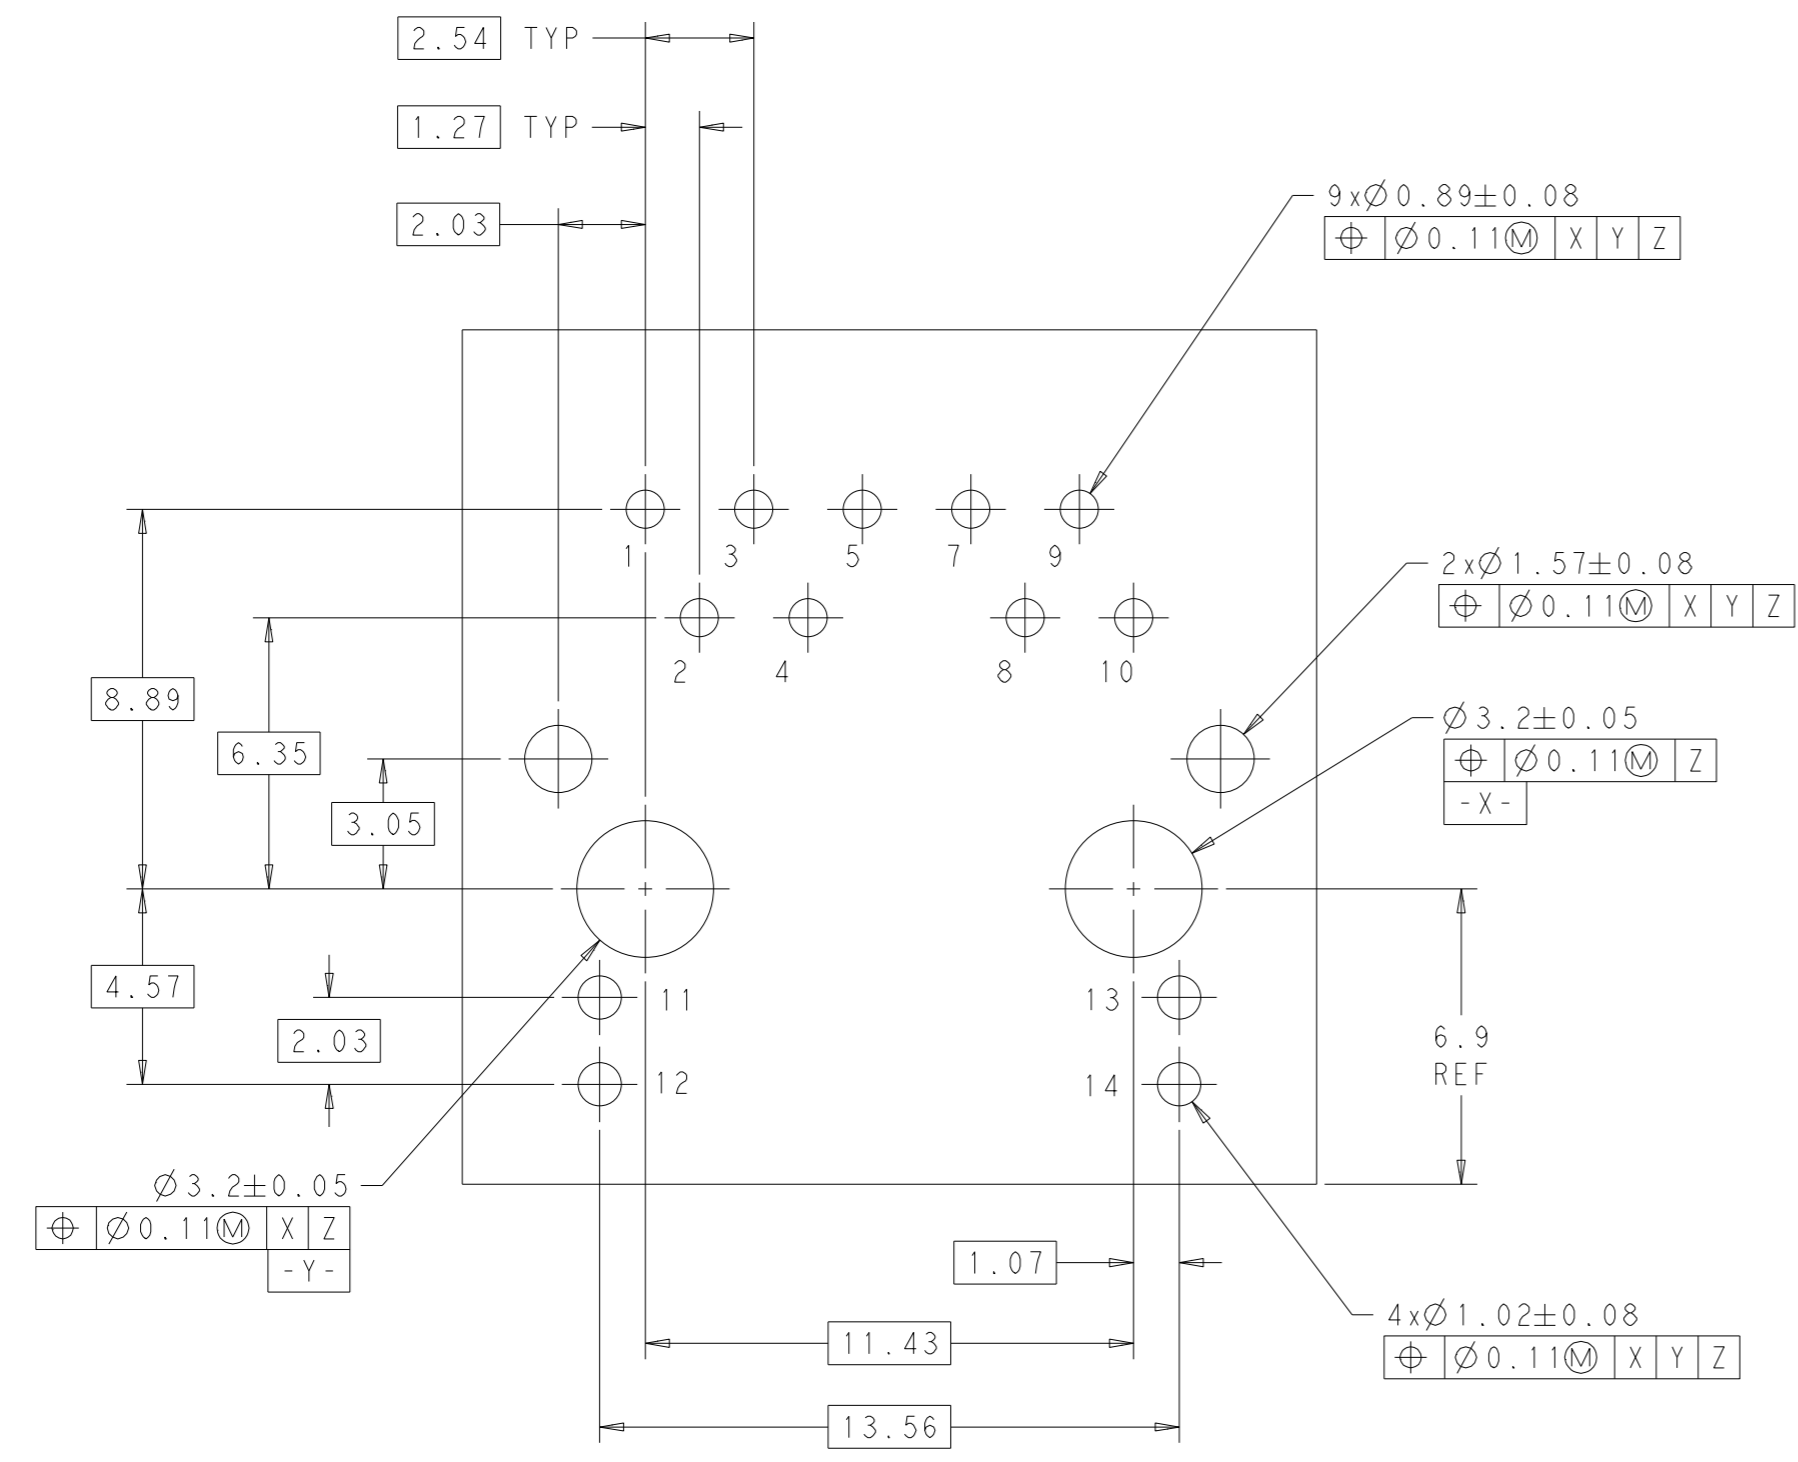 2.54 TYP
1.27 TYP
2.03
9xØ0.89±0.08
⌖ Ø0.11Ⓜ X Y Z
1 3 5 7 9
2xØ1.57±0.08
⌖ Ø0.11Ⓜ X Y Z
2 4 8 10
8.89
6.35
3.05
Ø3.2±0.05
⌖ Ø0.11Ⓜ Z
-X-
4.57
2.03
11 13
12 14
6.9
REF
Ø3.2±0.05
⌖ Ø0.11Ⓜ X Z
-Y-
1.07
11.43
13.56
4xØ1.02±0.08
⌖ Ø0.11Ⓜ X Y Z